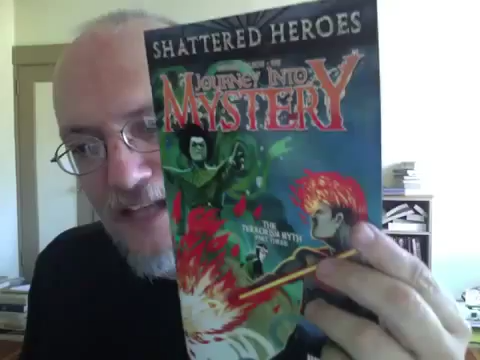 SHATTERED HEROES
JOURNEY INTO
MYSTERY
THE
TERRORISM MYTH
PART THREE